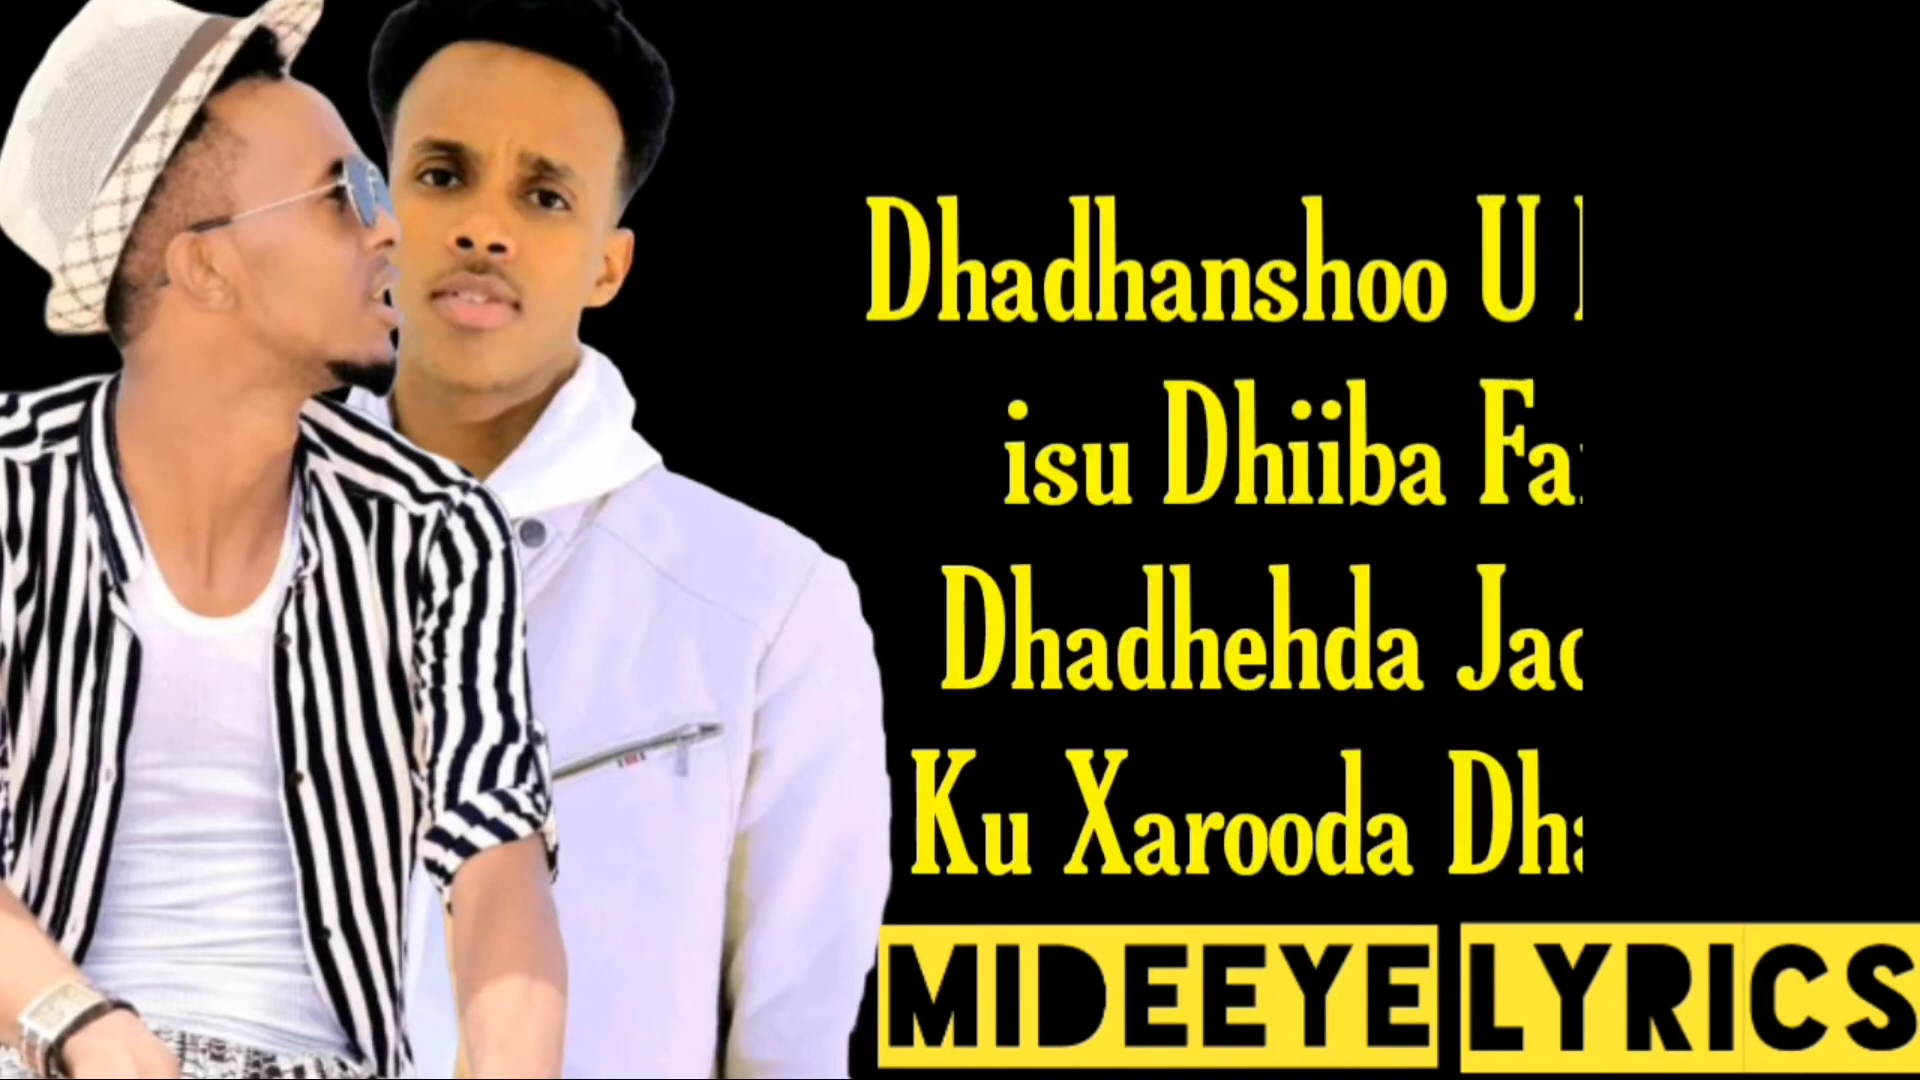 Dhadhanshoo U
isu Dhiiba
Dhadhehda
Ku Xarooda
MIDEEYE LYRICS